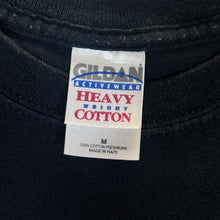 GILDAN
ACTIVEWEAR
HEAVY
WEIGHT
COTTON
M
100% COTTON PRESHRUNK
MADE IN HAITI